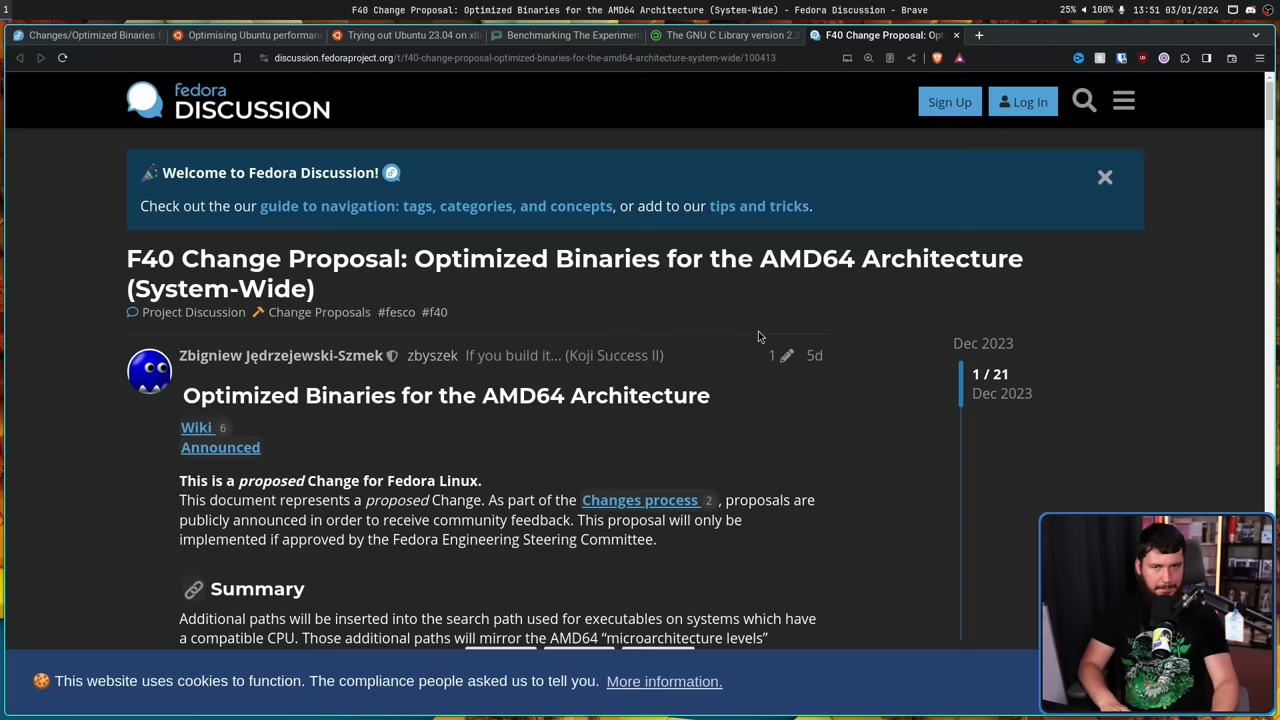 1
F40 Change Proposal: Optimized Binaries for the AMD64 Architecture (System-Wide) - Fedora Discussion - Brave
25% 100% 13:51 03/01/2024
Changes/Optimized Binaries f
Optimising Ubuntu performan
Trying out Ubuntu 23.04 on x8
Benchmarking The Experimen
The GNU C Library version 2.3
F40 Change Proposal: Opt
discussion.fedoraproject.org/t/f40-change-proposal-optimized-binaries-for-the-amd64-architecture-system-wide/100413
fedora
DISCUSSION
Sign Up
Log In
Welcome to Fedora Discussion!
Check out the our guide to navigation: tags, categories, and concepts, or add to our tips and tricks.
F40 Change Proposal: Optimized Binaries for the AMD64 Architecture
(System-Wide)
Project Discussion Change Proposals #fesco #f40
Zbigniew Jędrzejewski-Szmek zbyszek If you build it... (Koji Success II) 1 5d
Optimized Binaries for the AMD64 Architecture
Wiki 6
Announced
This is a proposed Change for Fedora Linux.
This document represents a proposed Change. As part of the Changes process 2 , proposals are
publicly announced in order to receive community feedback. This proposal will only be
implemented if approved by the Fedora Engineering Steering Committee.
Summary
Additional paths will be inserted into the search path used for executables on systems which have
a compatible CPU. Those additional paths will mirror the AMD64 “microarchitecture levels”
Dec 2023
1 / 21
Dec 2023
🍪 This website uses cookies to function. The compliance people asked us to tell you. More information.